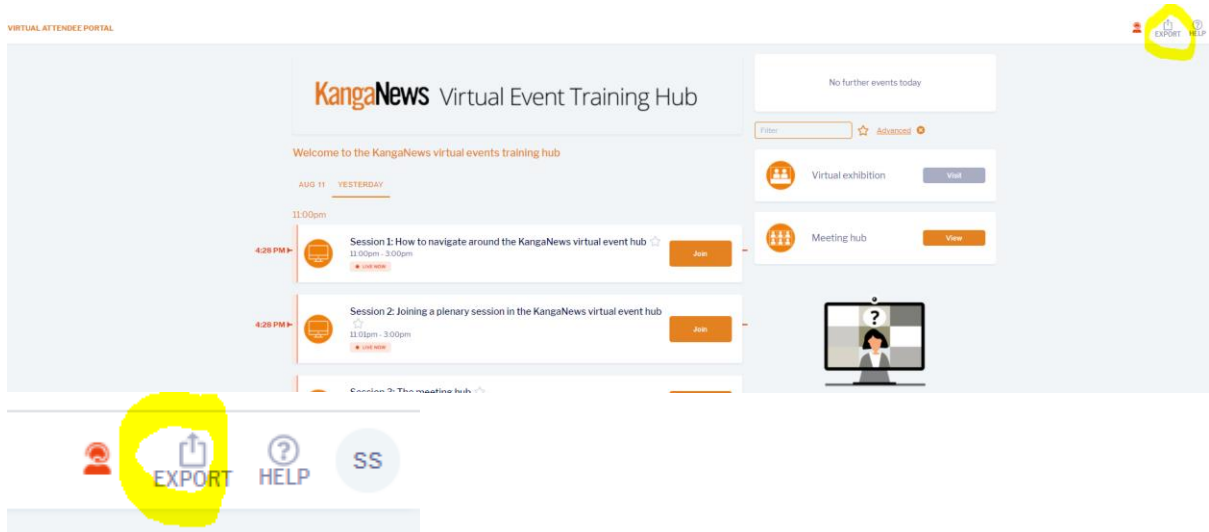 VIRTUAL ATTENDEE PORTAL
EXPORT HELP
KangaNews Virtual Event Training Hub
Welcome to the KangaNews virtual events training hub
AUG 11 YESTERDAY
11:00pm
4:28 PM
Session 1: How to navigate around the KangaNews virtual event hub
11:00pm - 3:00pm
LIVE NOW
Join
4:28 PM
Session 2: Joining a plenary session in the KangaNews virtual event hub
11:01pm - 3:00pm
LIVE NOW
Join
Session 3: The meeting hub
No further events today
Filter Advanced
Virtual exhibition Visit
Meeting hub View
?
EXPORT HELP SS